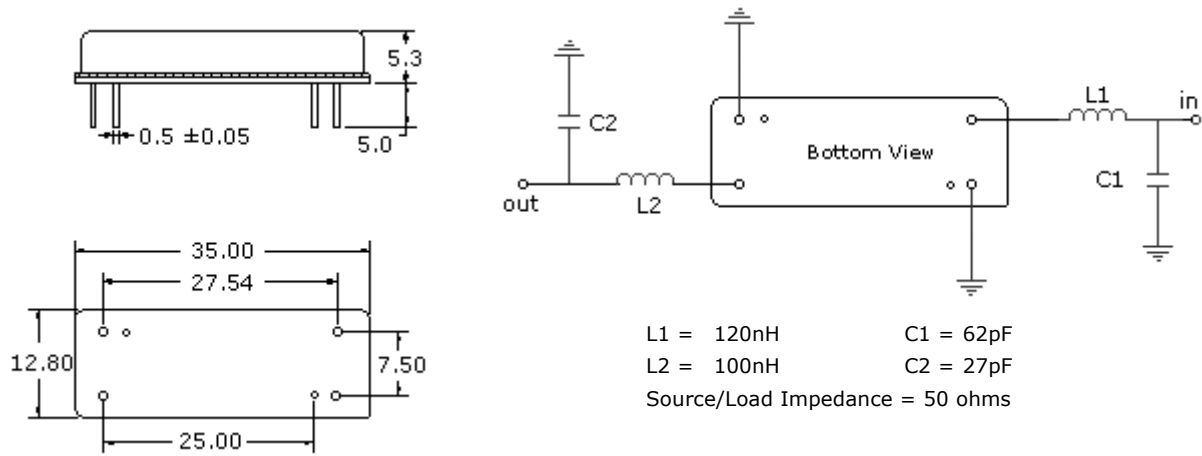 5.3
0.5 ±0.05
5.0
35.00
27.54
12.80
7.50
25.00
C2
out
L2
Bottom View
L1
in
C1
L1 = 120nH C1 = 62pF
L2 = 100nH C2 = 27pF
Source/Load Impedance = 50 ohms